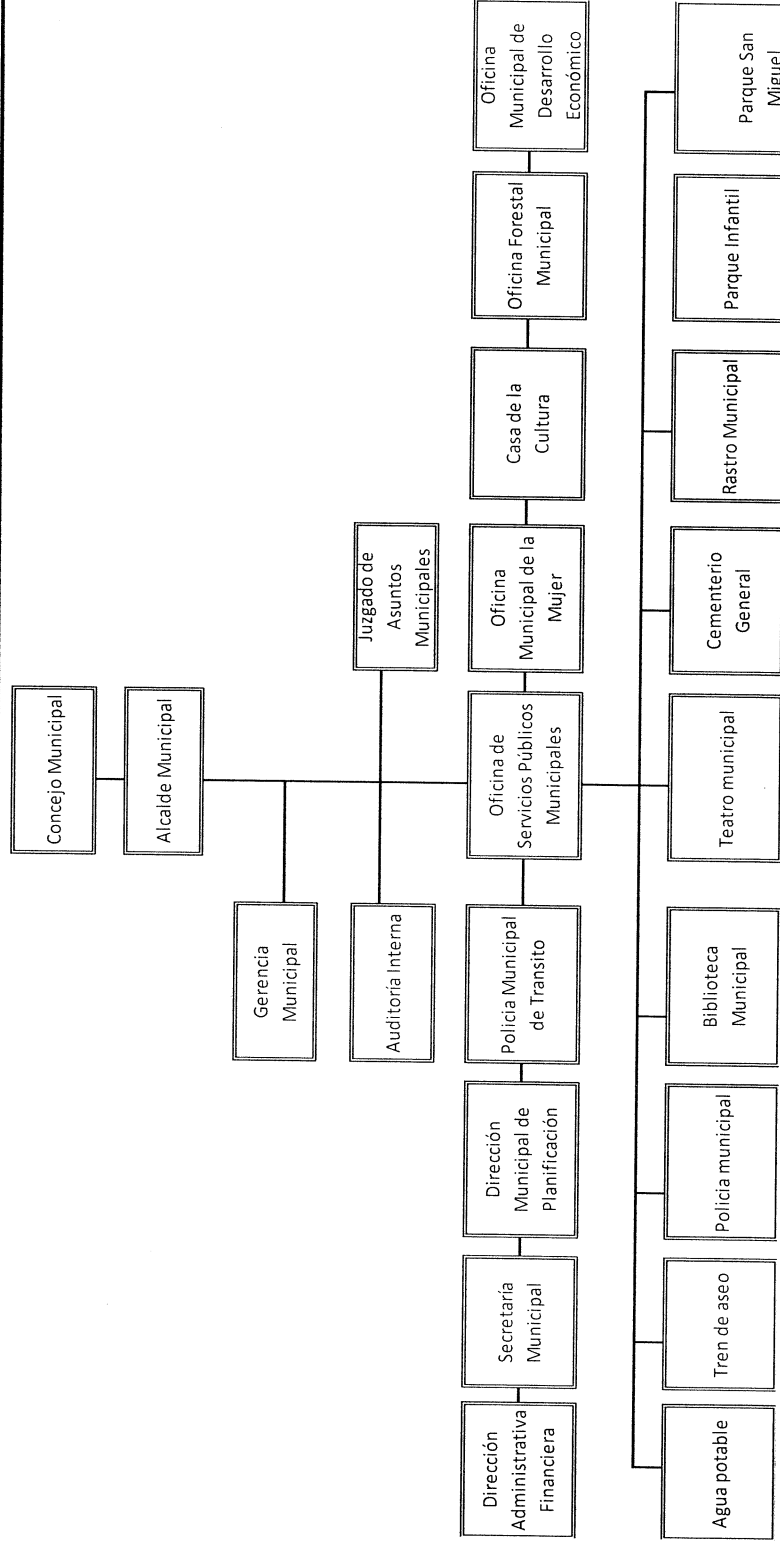 Concejo Municipal
Alcalde Municipal
Gerencia
Municipal
Auditoría Interna
Juzgado de
Asuntos
Municipales
Dirección
Administrativa
Financiera
Secretaría
Municipal
Dirección
Municipal de
Planificación
Policia Municipal
de Transito
Oficina de
Servicios Públicos
Municipales
Oficina
Municipal de la
Mujer
Casa de la
Cultura
Oficina Forestal
Municipal
Oficina
Municipal de
Desarrollo
Económico
Agua potable
Tren de aseo
Policia municipal
Biblioteca
Municipal
Teatro municipal
Cementerio
General
Rastro Municipal
Parque Infantil
Parque San
Miguel